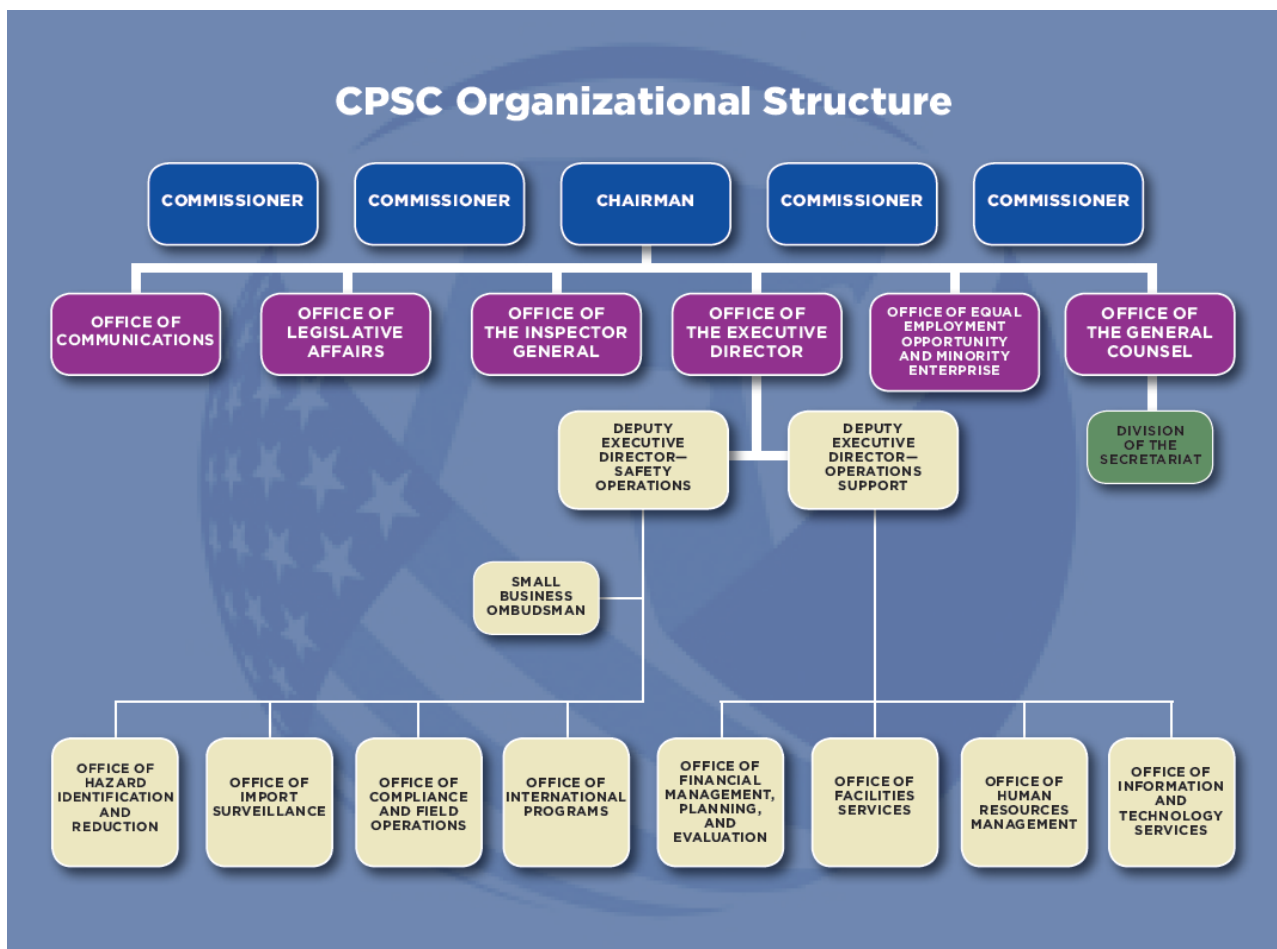 CPSC Organizational Structure
COMMISSIONER
COMMISSIONER
CHAIRMAN
COMMISSIONER
COMMISSIONER
OFFICE OF
COMMUNICATIONS
OFFICE OF
LEGISLATIVE
AFFAIRS
OFFICE OF
THE INSPECTOR
GENERAL
OFFICE OF
THE EXECUTIVE
DIRECTOR
OFFICE OF EQUAL
EMPLOYMENT
OPPORTUNITY
AND MINORITY
ENTERPRISE
OFFICE OF
THE GENERAL
COUNSEL
DEPUTY
EXECUTIVE
DIRECTOR—
SAFETY
OPERATIONS
DEPUTY
EXECUTIVE
DIRECTOR—
OPERATIONS
SUPPORT
DIVISION
OF THE
SECRETARIAT
SMALL
BUSINESS
OMBUDSMAN
OFFICE OF
HAZARD
IDENTIFICATION
AND
REDUCTION
OFFICE OF
IMPORT
SURVEILLANCE
OFFICE OF
COMPLIANCE
AND FIELD
OPERATIONS
OFFICE OF
INTERNATIONAL
PROGRAMS
OFFICE OF
FINANCIAL
MANAGEMENT,
PLANNING,
AND
EVALUATION
OFFICE OF
FACILITIES
SERVICES
OFFICE OF
HUMAN
RESOURCES
MANAGEMENT
OFFICE OF
INFORMATION
AND
TECHNOLOGY
SERVICES